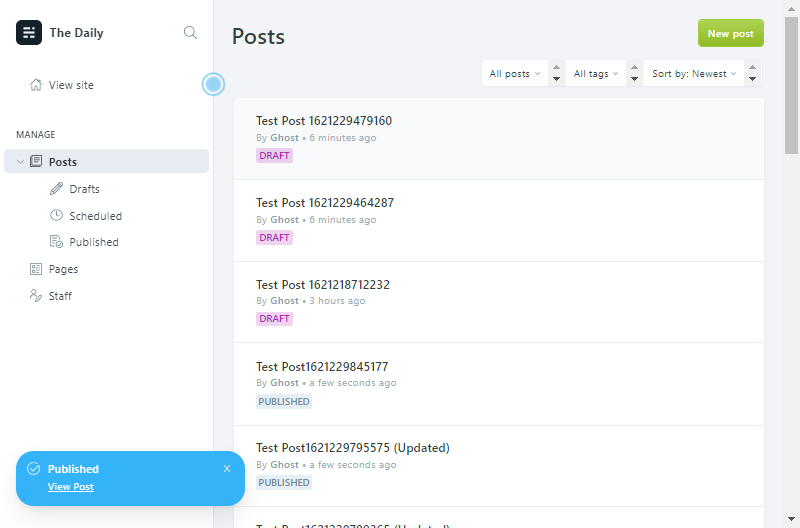 The Daily
View site
MANAGE
Posts
Drafts
Scheduled
Published
Pages
Staff
Posts
New post
All posts
All tags
Sort by: Newest
Test Post 1621229479160
By Ghost • 6 minutes ago
DRAFT
Test Post 1621229464287
By Ghost • 6 minutes ago
DRAFT
Test Post 1621218712232
By Ghost • 3 hours ago
DRAFT
Test Post1621229845177
By Ghost • a few seconds ago
PUBLISHED
Test Post1621229795575 (Updated)
By Ghost • a few seconds ago
PUBLISHED
Published
View Post